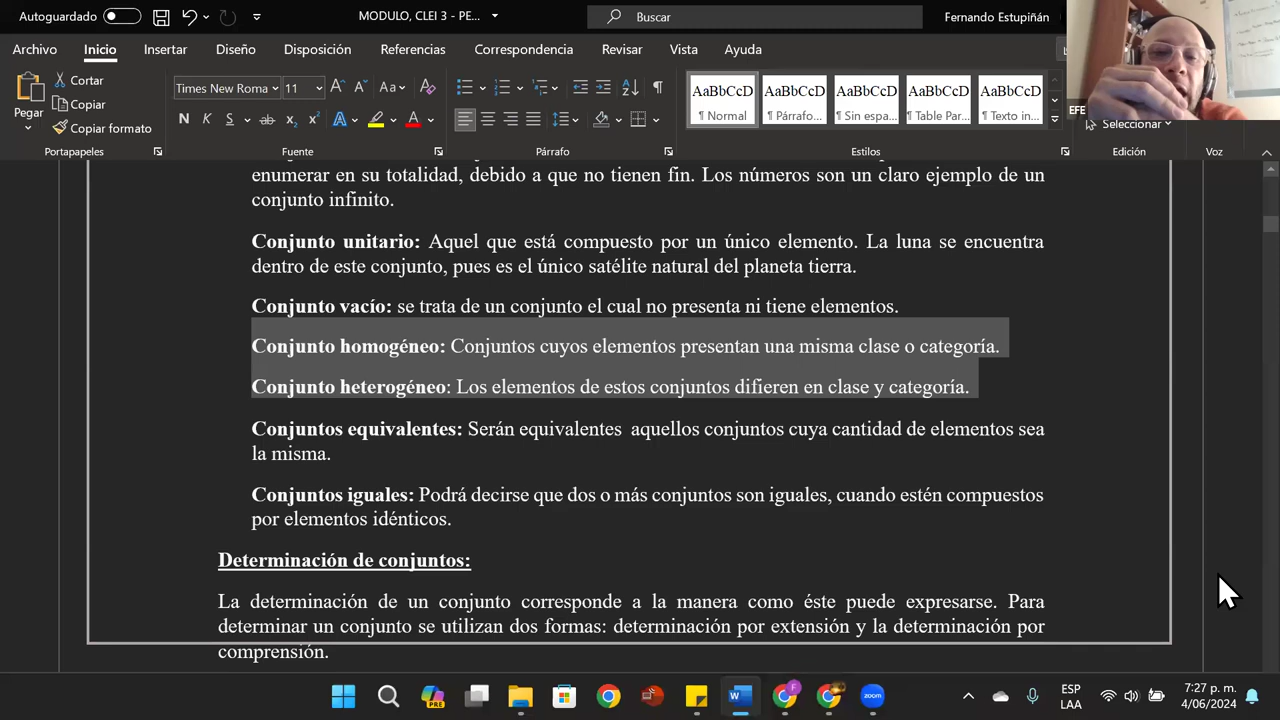 Autoguardado
MODULO, CLEI 3 - PE...
Buscar
Fernando Estupiñán
Archivo Inicio Insertar Diseño Disposición Referencias Correspondencia Revisar Vista Ayuda
Pegar
Cortar
Copiar
Copiar formato
Portapapeles
Times New Roma 11
N K S ab x₂ x²
Fuente
Párrafo
AaBbCcD AaBbCcD AaBbCcD AaBbCcD AaBbCcD
¶ Normal ¶ Párrafo... ¶ Sin espa... ¶ Table Par... ¶ Texto in...
Estilos
EFE
Seleccionar
Edición
Voz
enumerar en su totalidad, debido a que no tienen fin. Los números son un claro ejemplo de un
conjunto infinito.
Conjunto unitario: Aquel que está compuesto por un único elemento. La luna se encuentra
dentro de este conjunto, pues es el único satélite natural del planeta tierra.
Conjunto vacío: se trata de un conjunto el cual no presenta ni tiene elementos.
Conjunto homogéneo: Conjuntos cuyos elementos presentan una misma clase o categoría.
Conjunto heterogéneo: Los elementos de estos conjuntos difieren en clase y categoría.
Conjuntos equivalentes: Serán equivalentes aquellos conjuntos cuya cantidad de elementos sea
la misma.
Conjuntos iguales: Podrá decirse que dos o más conjuntos son iguales, cuando estén compuestos
por elementos idénticos.
Determinación de conjuntos:
La determinación de un conjunto corresponde a la manera como éste puede expresarse. Para
determinar un conjunto se utilizan dos formas: determinación por extensión y la determinación por
comprensión.
PRE
zoom
ESP
LAA
7:27 p. m.
4/06/2024